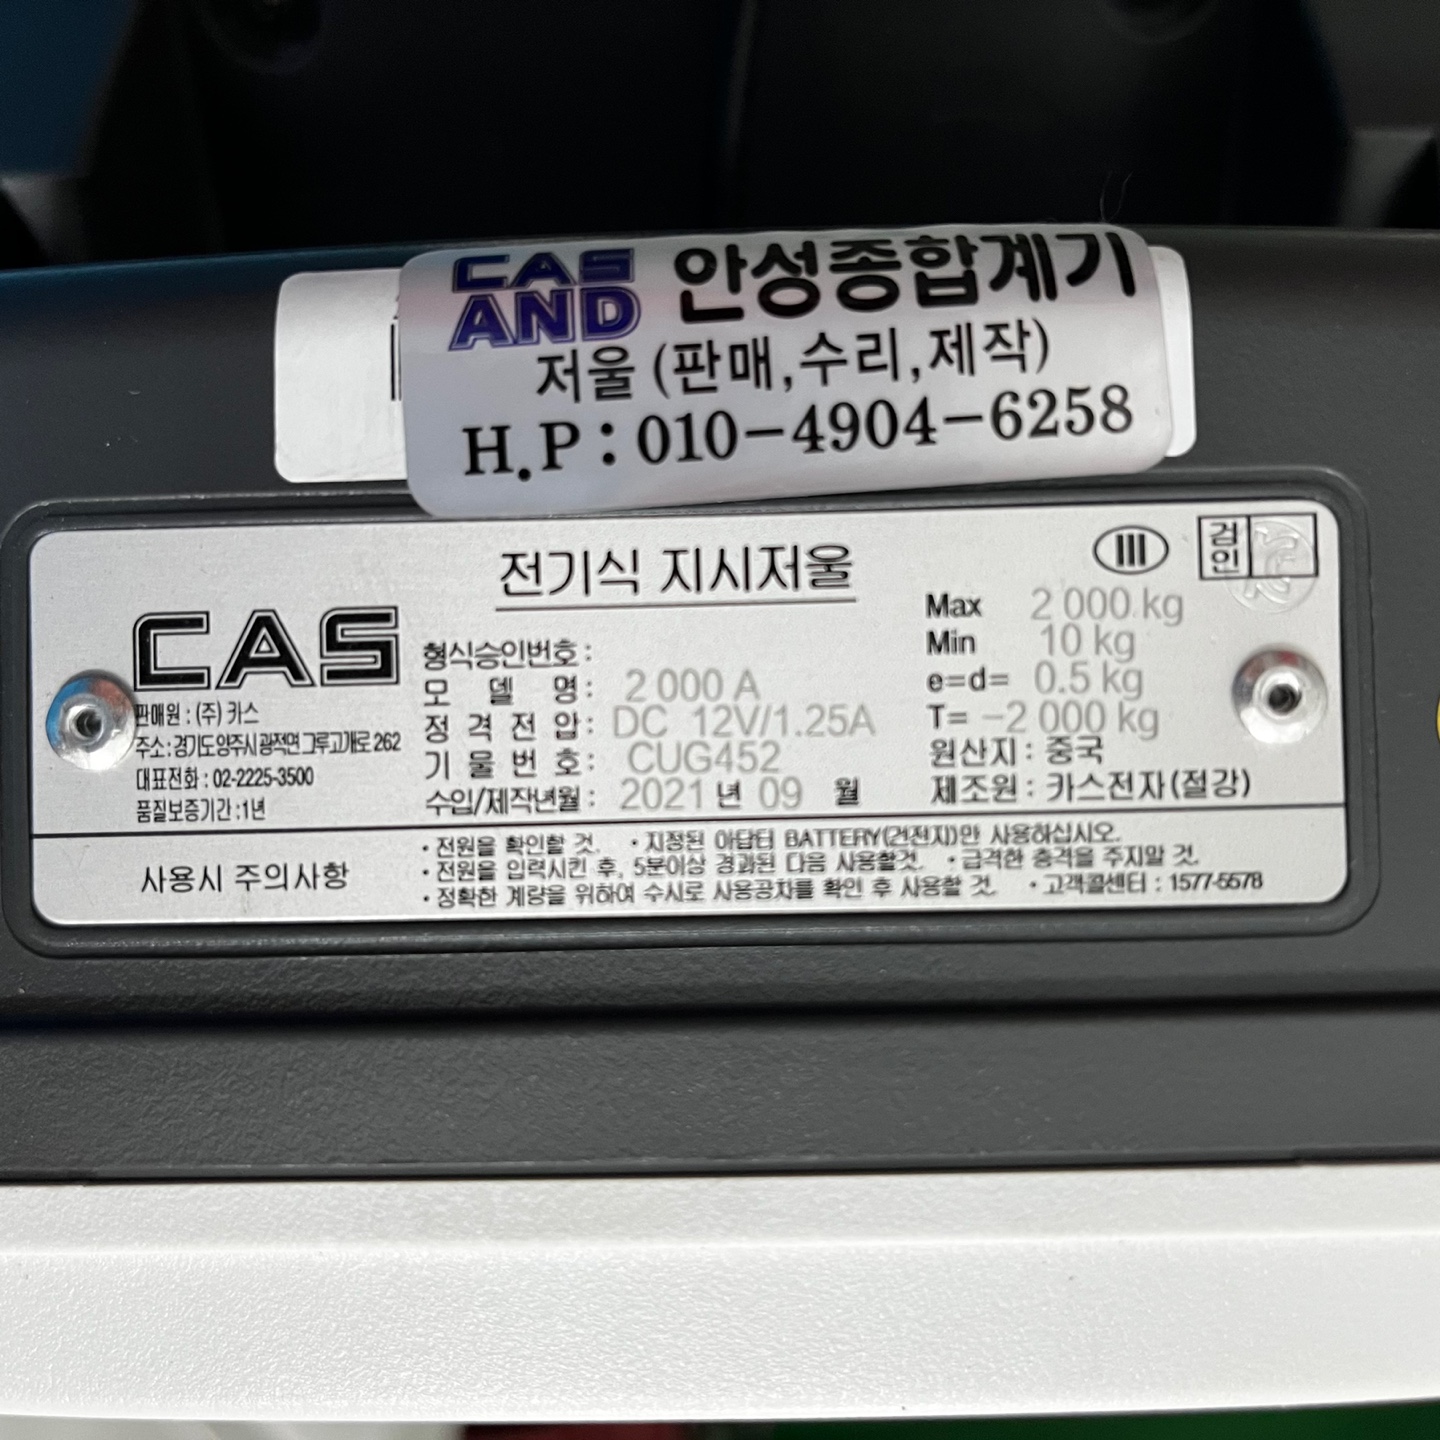 CAS 안성종합계기
AND
저울 (판매,수리,제작)
H.P : 010-4904-6258
전기식 지시저울
III
검인
CAS
판매원 : (주) 카스
주소 : 경기도 양주시 광적면 그루고개로 262
대표전화 : 02-2225-3500
품질보증기간 : 1년
형식승인번호 :
모 델 명 : 2 000 A
정 격 전 압 : DC 12V/1.25A
기 물 번 호 : CUG452
수입/제작년월 : 2021 년 09 월
Max 2 000 kg
Min 10 kg
e=d= 0.5 kg
T= -2 000 kg
원산지 : 중국
제조원 : 카스전자(절강)
사용시 주의사항
• 전원을 확인할 것. • 지정된 아답터 BATTERY(건전지)만 사용하십시오.
• 전원을 입력시킨 후, 5분이상 경과된 다음 사용할것. • 급격한 충격을 주지말 것.
• 정확한 계량을 위하여 수시로 사용공차를 확인 후 사용할 것. • 고객콜센터 : 1577-5578